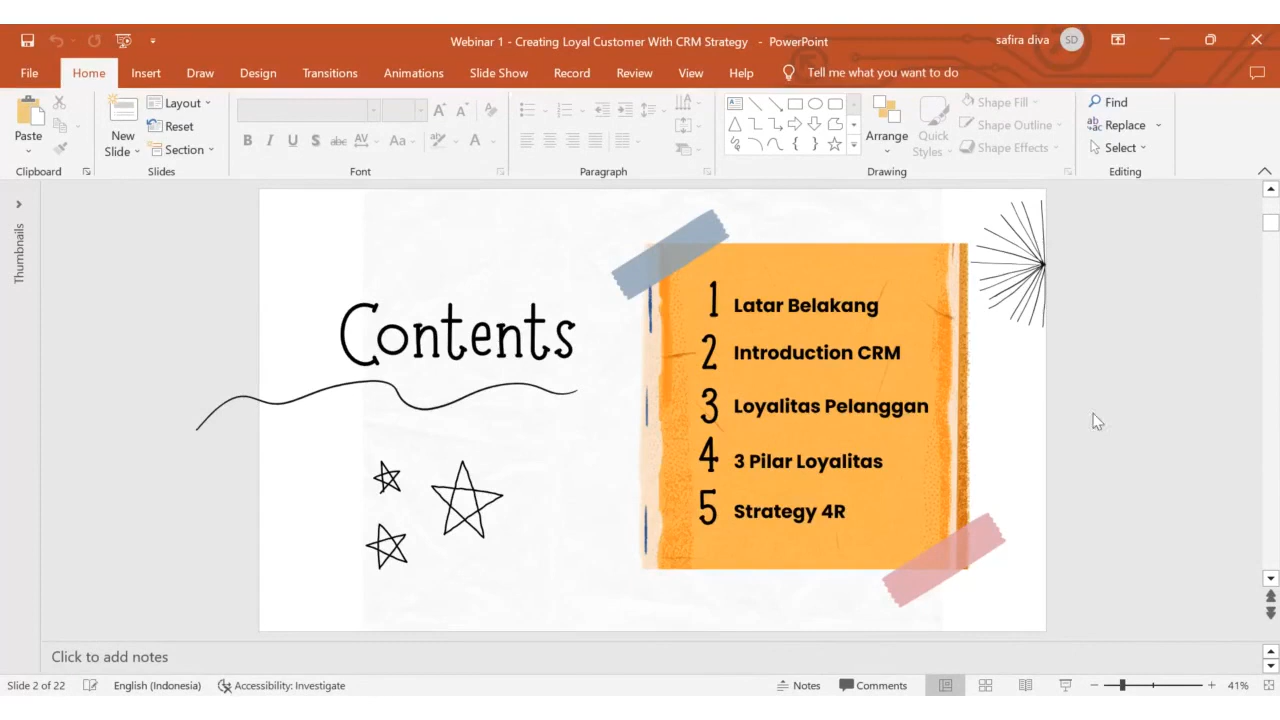 Webinar 1 - Creating Loyal Customer With CRM Strategy - PowerPoint
safira diva
SD
File Home Insert Draw Design Transitions Animations Slide Show Record Review View Help Tell me what you want to do
Paste
Clipboard
New Slide
Layout
Reset
Section
Slides
B I U S abc AV Aa A
Font
Paragraph
Arrange
Quick Styles
Shape Fill
Shape Outline
Shape Effects
Drawing
Find
Replace
Select
Editing
Thumbnails
Contents
1 Latar Belakang
2 Introduction CRM
3 Loyalitas Pelanggan
4 3 Pilar Loyalitas
5 Strategy 4R
Click to add notes
Slide 2 of 22 English (Indonesia) Accessibility: Investigate Notes Comments 41%